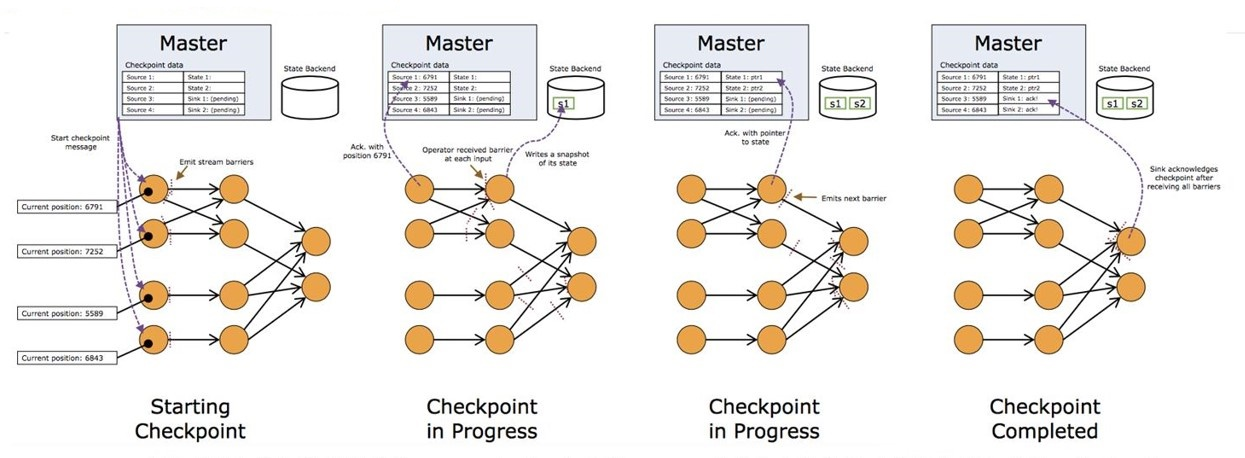 Master
Checkpoint data
Source 1:
State 1:
Source 2:
State 2:
Source 3:
Sink 1: (pending)
Source 4:
Sink 2: (pending)
State Backend
Start checkpoint
message
Emit stream barriers
Current position: 6791
Current position: 7252
Current position: 5589
Current position: 6843
Starting
Checkpoint
Master
Checkpoint data
Source 1: 6791
State 1:
Source 2: 7252
State 2:
Source 3: 5589
Sink 1: (pending)
Source 4: 6843
Sink 2: (pending)
State Backend
s1
Ack. with
position 6791
Operator received barrier
at each input
Writes a snapshot
of its state
Checkpoint
in Progress
Master
Checkpoint data
Source 1: 6791
State 1: ptr1
Source 2: 7252
State 2: ptr2
Source 3: 5589
Sink 1: (pending)
Source 4: 6843
Sink 2: (pending)
State Backend
s1 s2
Ack. with pointer
to state
Emits next barrier
Checkpoint
in Progress
Master
Checkpoint data
Source 1: 6791
State 1: ptr1
Source 2: 7252
State 2: ptr2
Source 3: 5589
Sink 1: ack!
Source 4: 6843
Sink 2: ack!
State Backend
s1 s2
Sink acknowledges
checkpoint after
receiving all barriers
Checkpoint
Completed